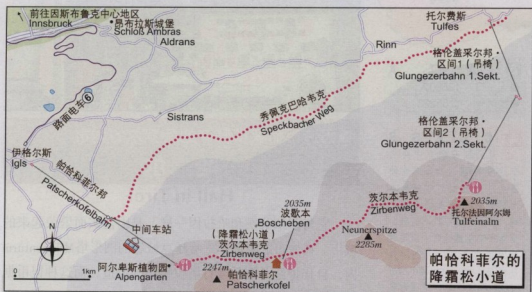 前往因斯布鲁克中心地区
Innsbruck
昂布拉斯城堡
Schloß Ambras
Aldrans
托尔费斯
Tulfes
Rinn
格伦盖采尔邦·
区间1（吊椅）
Glungezerbahn 1.Sekt.
路面电车⑥
Sistrans
秀佩克巴哈韦克
Speckbacher Weg
格伦盖采尔邦·
区间2（吊椅）
Glungezerbahn 2.Sekt.
伊格尔斯
Igls
帕恰科菲尔邦
Patscherkofelbahn
2035m
波歇本
Boscheben
茨尔本韦克
Zirbenweg
2035m
托尔法因阿尔姆
Tulfeinalm
N
中间车站
（降霜松小道）
茨尔本韦克
Zirbenweg
Neunerspitze
2285m
阿尔卑斯植物园
Alpengarten
2247m
帕恰科菲尔
Patscherkofel
0 1km
帕恰科菲尔的
降霜松小道